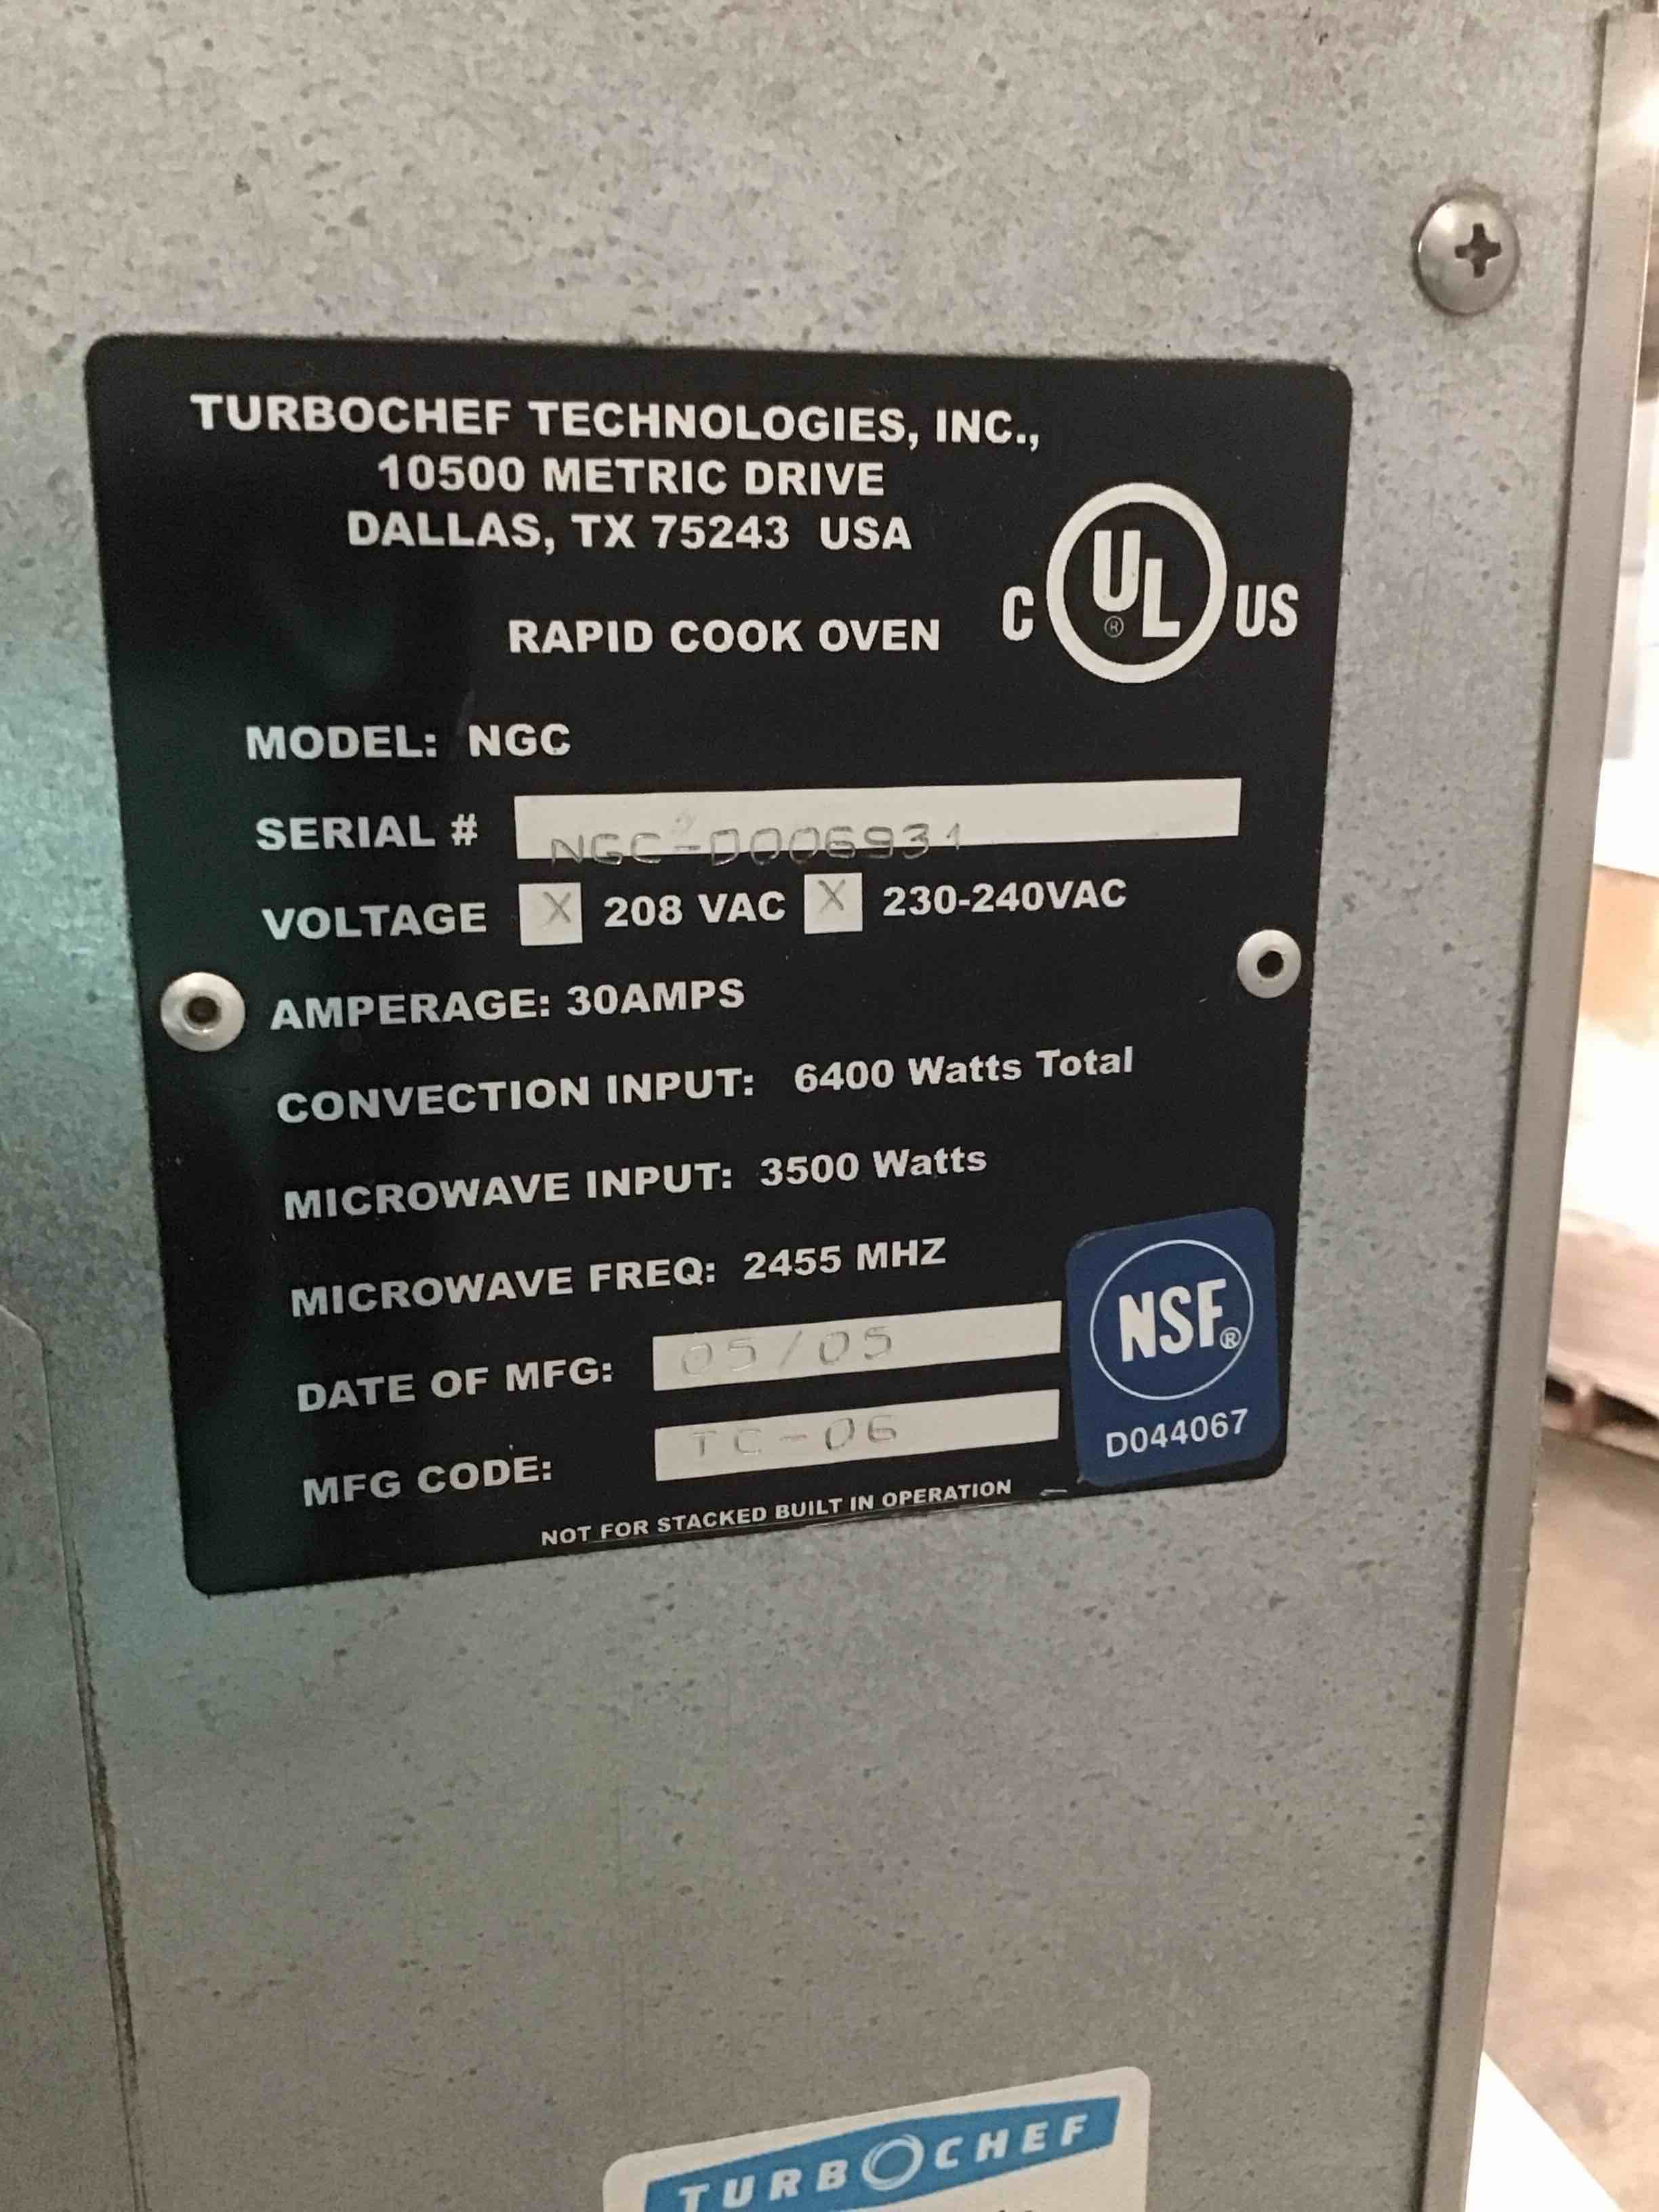 TURBOCHEF TECHNOLOGIES, INC.,
10500 METRIC DRIVE
DALLAS, TX 75243 USA
RAPID COOK OVEN
C UL® US
MODEL: NGC
SERIAL # NGC-D006931
VOLTAGE X 208 VAC X 230-240VAC
AMPERAGE: 30AMPS
CONVECTION INPUT: 6400 Watts Total
MICROWAVE INPUT: 3500 Watts
MICROWAVE FREQ: 2455 MHZ
DATE OF MFG: 05/05
MFG CODE: TC-06
NSF®
D044067
NOT FOR STACKED BUILT IN OPERATION
TURBOCHEF